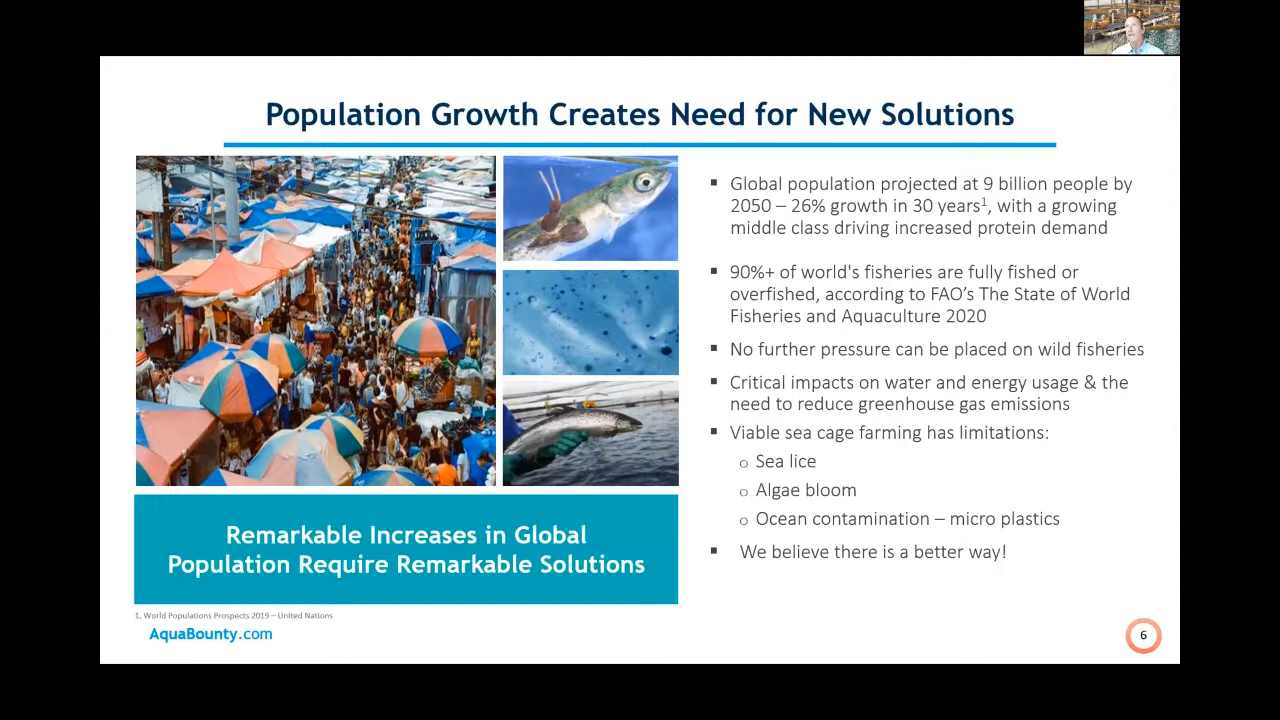 Population Growth Creates Need for New Solutions
▪ Global population projected at 9 billion people by
2050 – 26% growth in 30 years¹, with a growing
middle class driving increased protein demand
▪ 90%+ of world's fisheries are fully fished or
overfished, according to FAO’s The State of World
Fisheries and Aquaculture 2020
▪ No further pressure can be placed on wild fisheries
▪ Critical impacts on water and energy usage & the
need to reduce greenhouse gas emissions
▪ Viable sea cage farming has limitations:
o Sea lice
o Algae bloom
o Ocean contamination – micro plastics
▪ We believe there is a better way!
Remarkable Increases in Global
Population Require Remarkable Solutions
1. World Populations Prospects 2019 – United Nations
AquaBounty.com
6